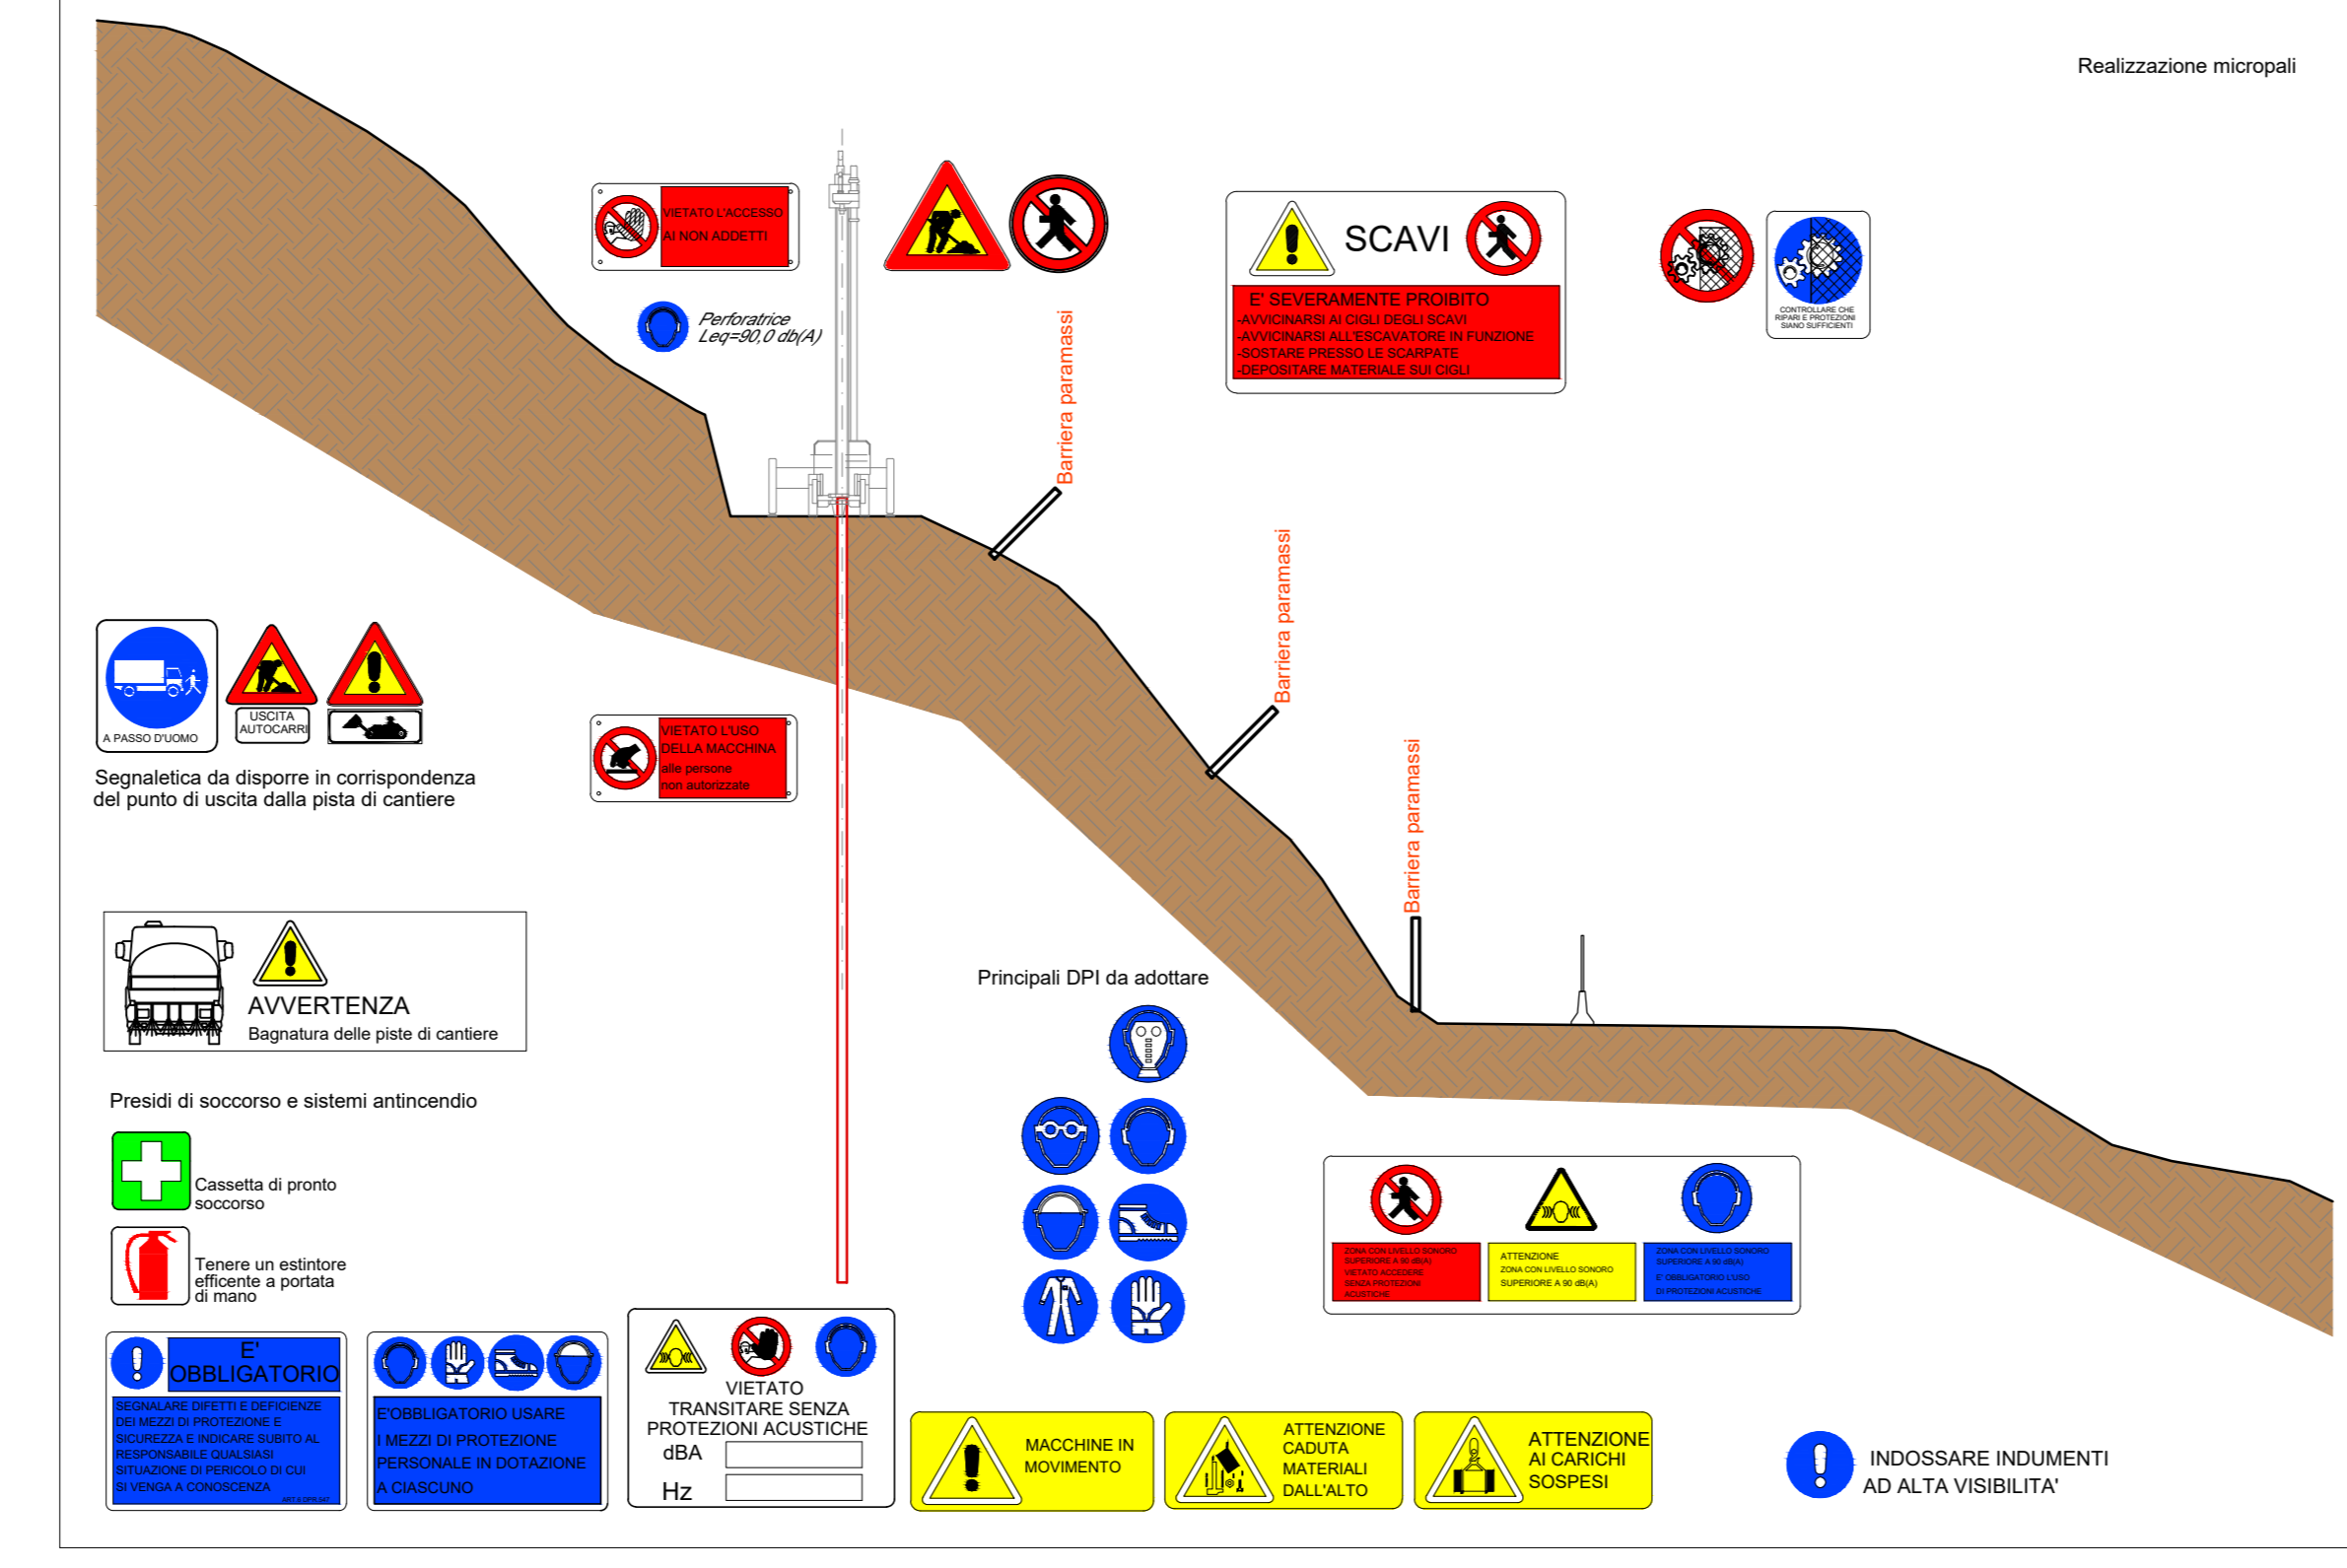 Realizzazione micropali
VIETATO L'ACCESSO
AI NON ADDETTI
Perforatrice
Leq=90,0 db(A)
Barriera paramassi
SCAVI
E' SEVERAMENTE PROIBITO
-AVVICINARSI AI CIGLI DEGLI SCAVI
-AVVICINARSI ALL'ESCAVATORE IN FUNZIONE
-SOSTARE PRESSO LE SCARPATE
-DEPOSITARE MATERIALE SUI CIGLI
CONTROLLARE CHE
RIPARI E PROTEZIONI
SIANO SUFFICIENTI
Barriera paramassi
Barriera paramassi
A PASSO D'UOMO
USCITA
AUTOCARRI
Segnaletica da disporre in corrispondenza
del punto di uscita dalla pista di cantiere
VIETATO L'USO
DELLA MACCHINA
alle persone
non autorizzate
AVVERTENZA
Bagnatura delle piste di cantiere
Principali DPI da adottare
Presidi di soccorso e sistemi antincendio
Cassetta di pronto
soccorso
Tenere un estintore
efficente a portata
di mano
ZONA CON LIVELLO SONORO
SUPERIORE A 90 dB(A)
VIETATO ACCEDERE
SENZA PROTEZIONI
ACUSTICHE
ATTENZIONE
ZONA CON LIVELLO SONORO
SUPERIORE A 90 dB(A)
ZONA CON LIVELLO SONORO
SUPERIORE A 90 dB(A)
E' OBBLIGATORIO L'USO
DI PROTEZIONI ACUSTICHE
E'
OBBLIGATORIO
SEGNALARE DIFETTI E DEFICIENZE
DEI MEZZI DI PROTEZIONE E
SICUREZZA E INDICARE SUBITO AL
RESPONSABILE QUALSIASI
SITUAZIONE DI PERICOLO DI CUI
SI VENGA A CONOSCENZA
ART.6 DPR.547
E'OBBLIGATORIO USARE
I MEZZI DI PROTEZIONE
PERSONALE IN DOTAZIONE
A CIASCUNO
VIETATO
TRANSITARE SENZA
PROTEZIONI ACUSTICHE
dBA
Hz
MACCHINE IN
MOVIMENTO
ATTENZIONE
CADUTA
MATERIALI
DALL'ALTO
ATTENZIONE
AI CARICHI
SOSPESI
INDOSSARE INDUMENTI
AD ALTA VISIBILITA'